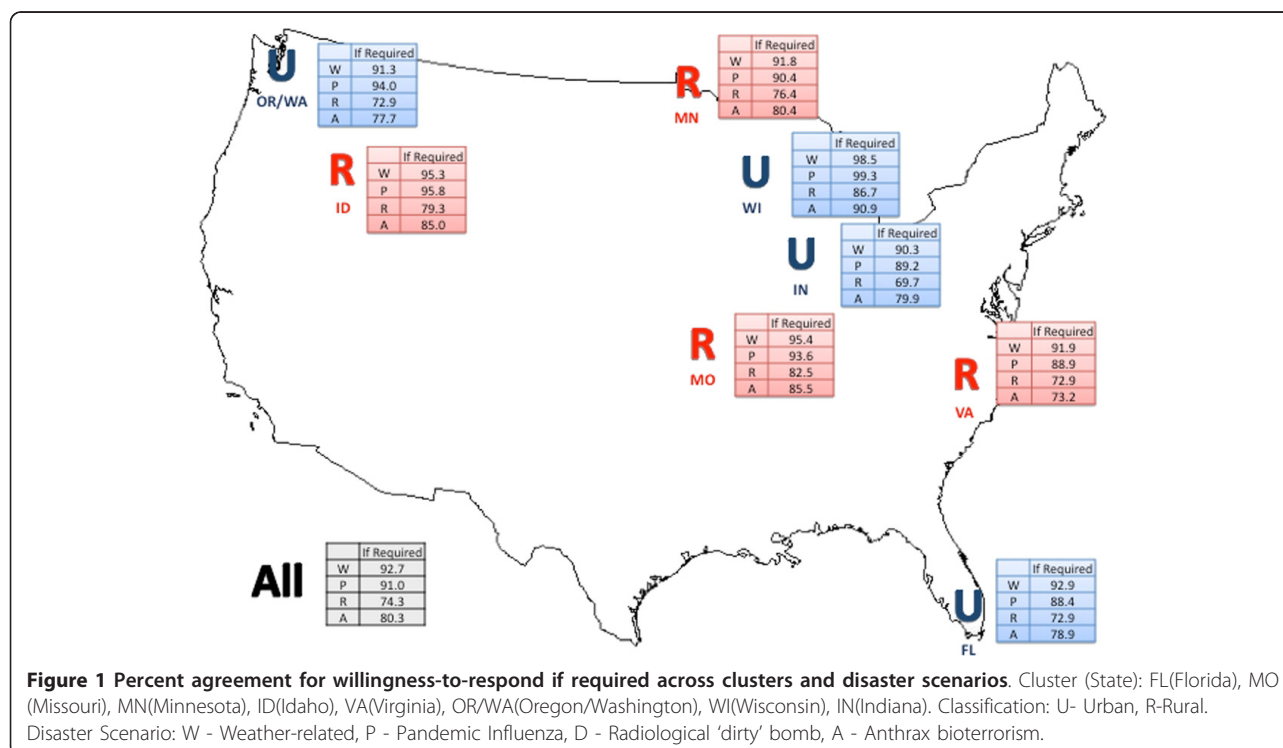 U
OR/WA
If Required
W 91.3
P 94.0
R 72.9
A 77.7
R
MN
If Required
W 91.8
P 90.4
R 76.4
A 80.4
R
ID
If Required
W 95.3
P 95.8
R 79.3
A 85.0
U
WI
If Required
W 98.5
P 99.3
R 86.7
A 90.9
U
IN
If Required
W 90.3
P 89.2
R 69.7
A 79.9
R
MO
If Required
W 95.4
P 93.6
R 82.5
A 85.5
R
VA
If Required
W 91.9
P 88.9
R 72.9
A 73.2
All
If Required
W 92.7
P 91.0
R 74.3
A 80.3
U
FL
If Required
W 92.9
P 88.4
R 72.9
A 78.9
Figure 1 Percent agreement for willingness-to-respond if required across clusters and disaster scenarios. Cluster (State): FL(Florida), MO
(Missouri), MN(Minnesota), ID(Idaho), VA(Virginia), OR/WA(Oregon/Washington), WI(Wisconsin), IN(Indiana). Classification: U- Urban, R-Rural.
Disaster Scenario: W - Weather-related, P - Pandemic Influenza, D - Radiological ‘dirty’ bomb, A - Anthrax bioterrorism.